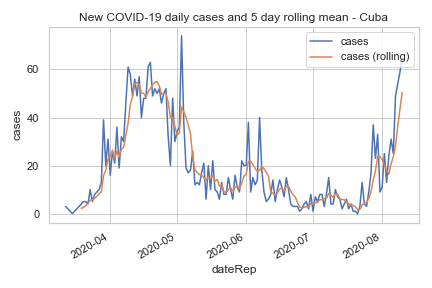 New COVID-19 daily cases and 5 day rolling mean - Cuba
cases
cases (rolling)
60
40
20
0
cases
2020-04
2020-05
2020-06
2020-07
2020-08
dateRep